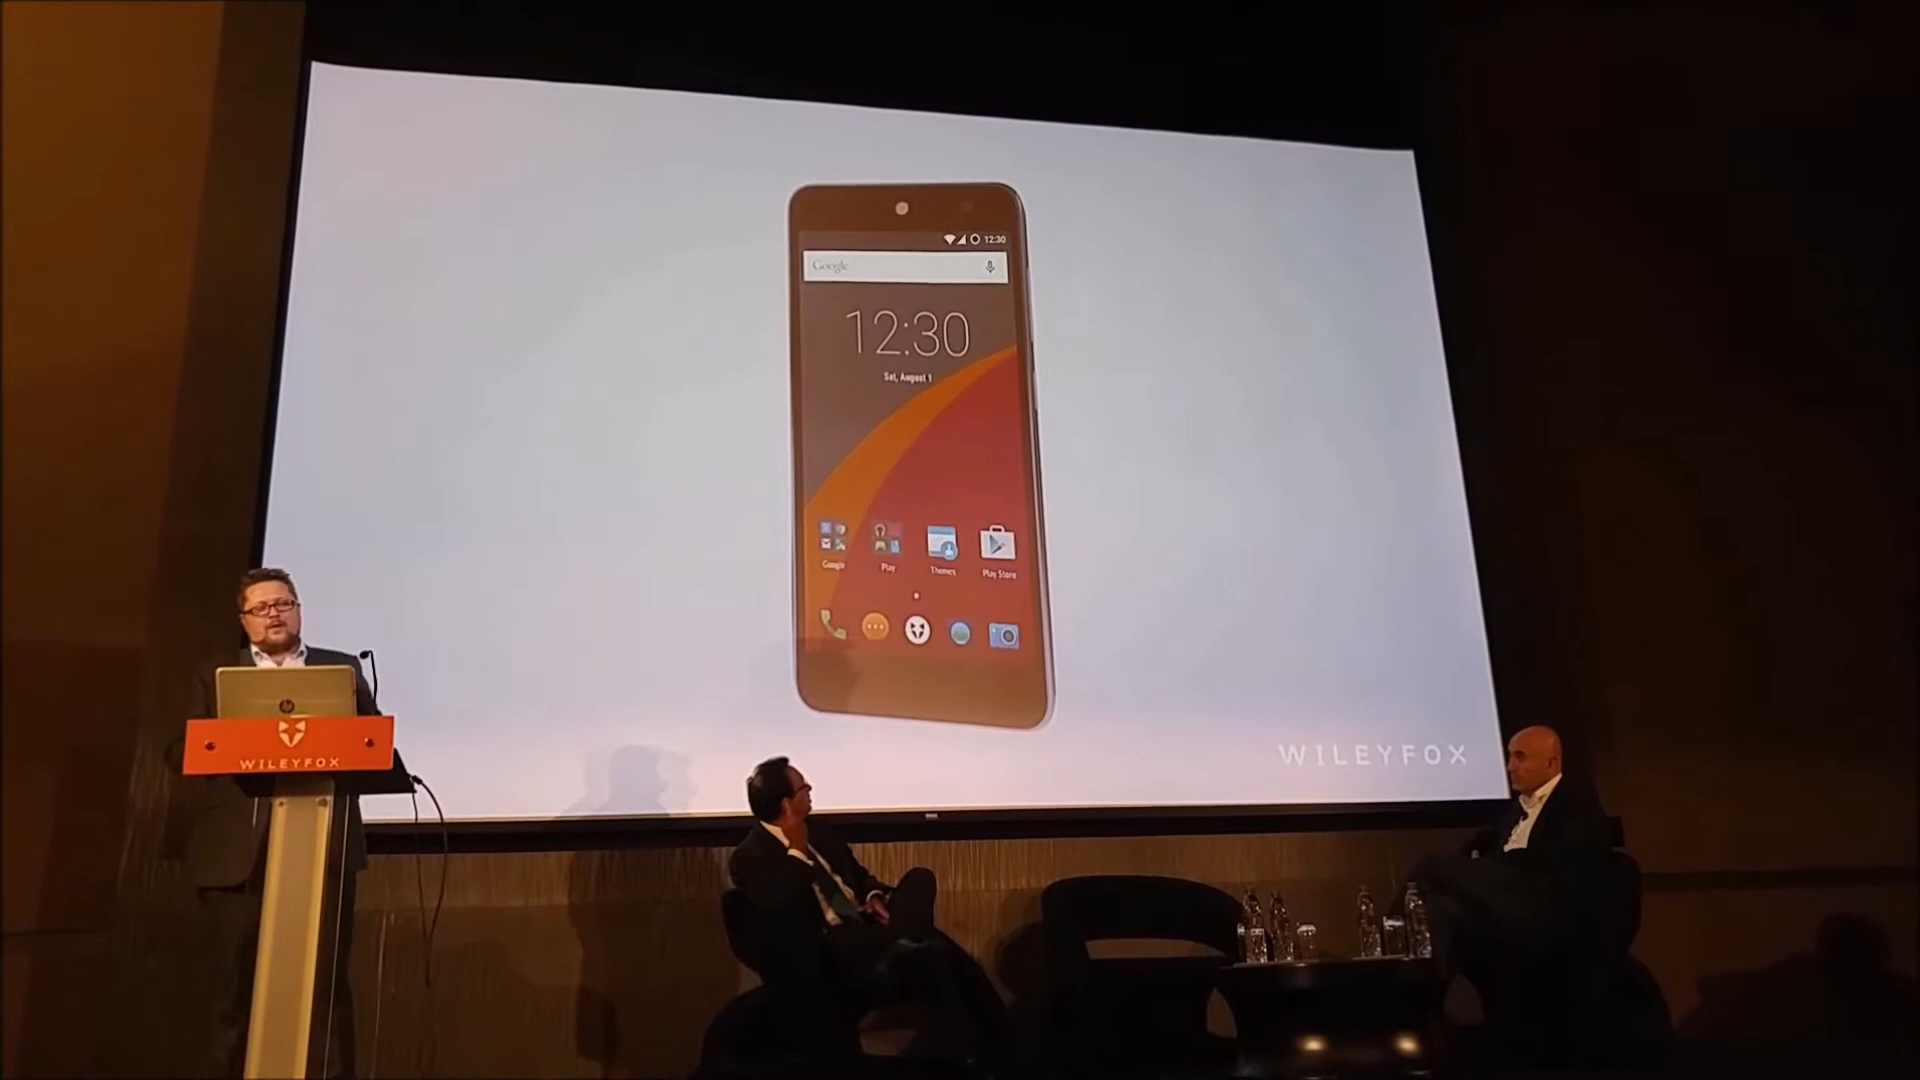 12:30
Google
12:30
Sat, August 1
Google
Play
Themes
Play Store
WILEYFOX
hp
WILEYFOX